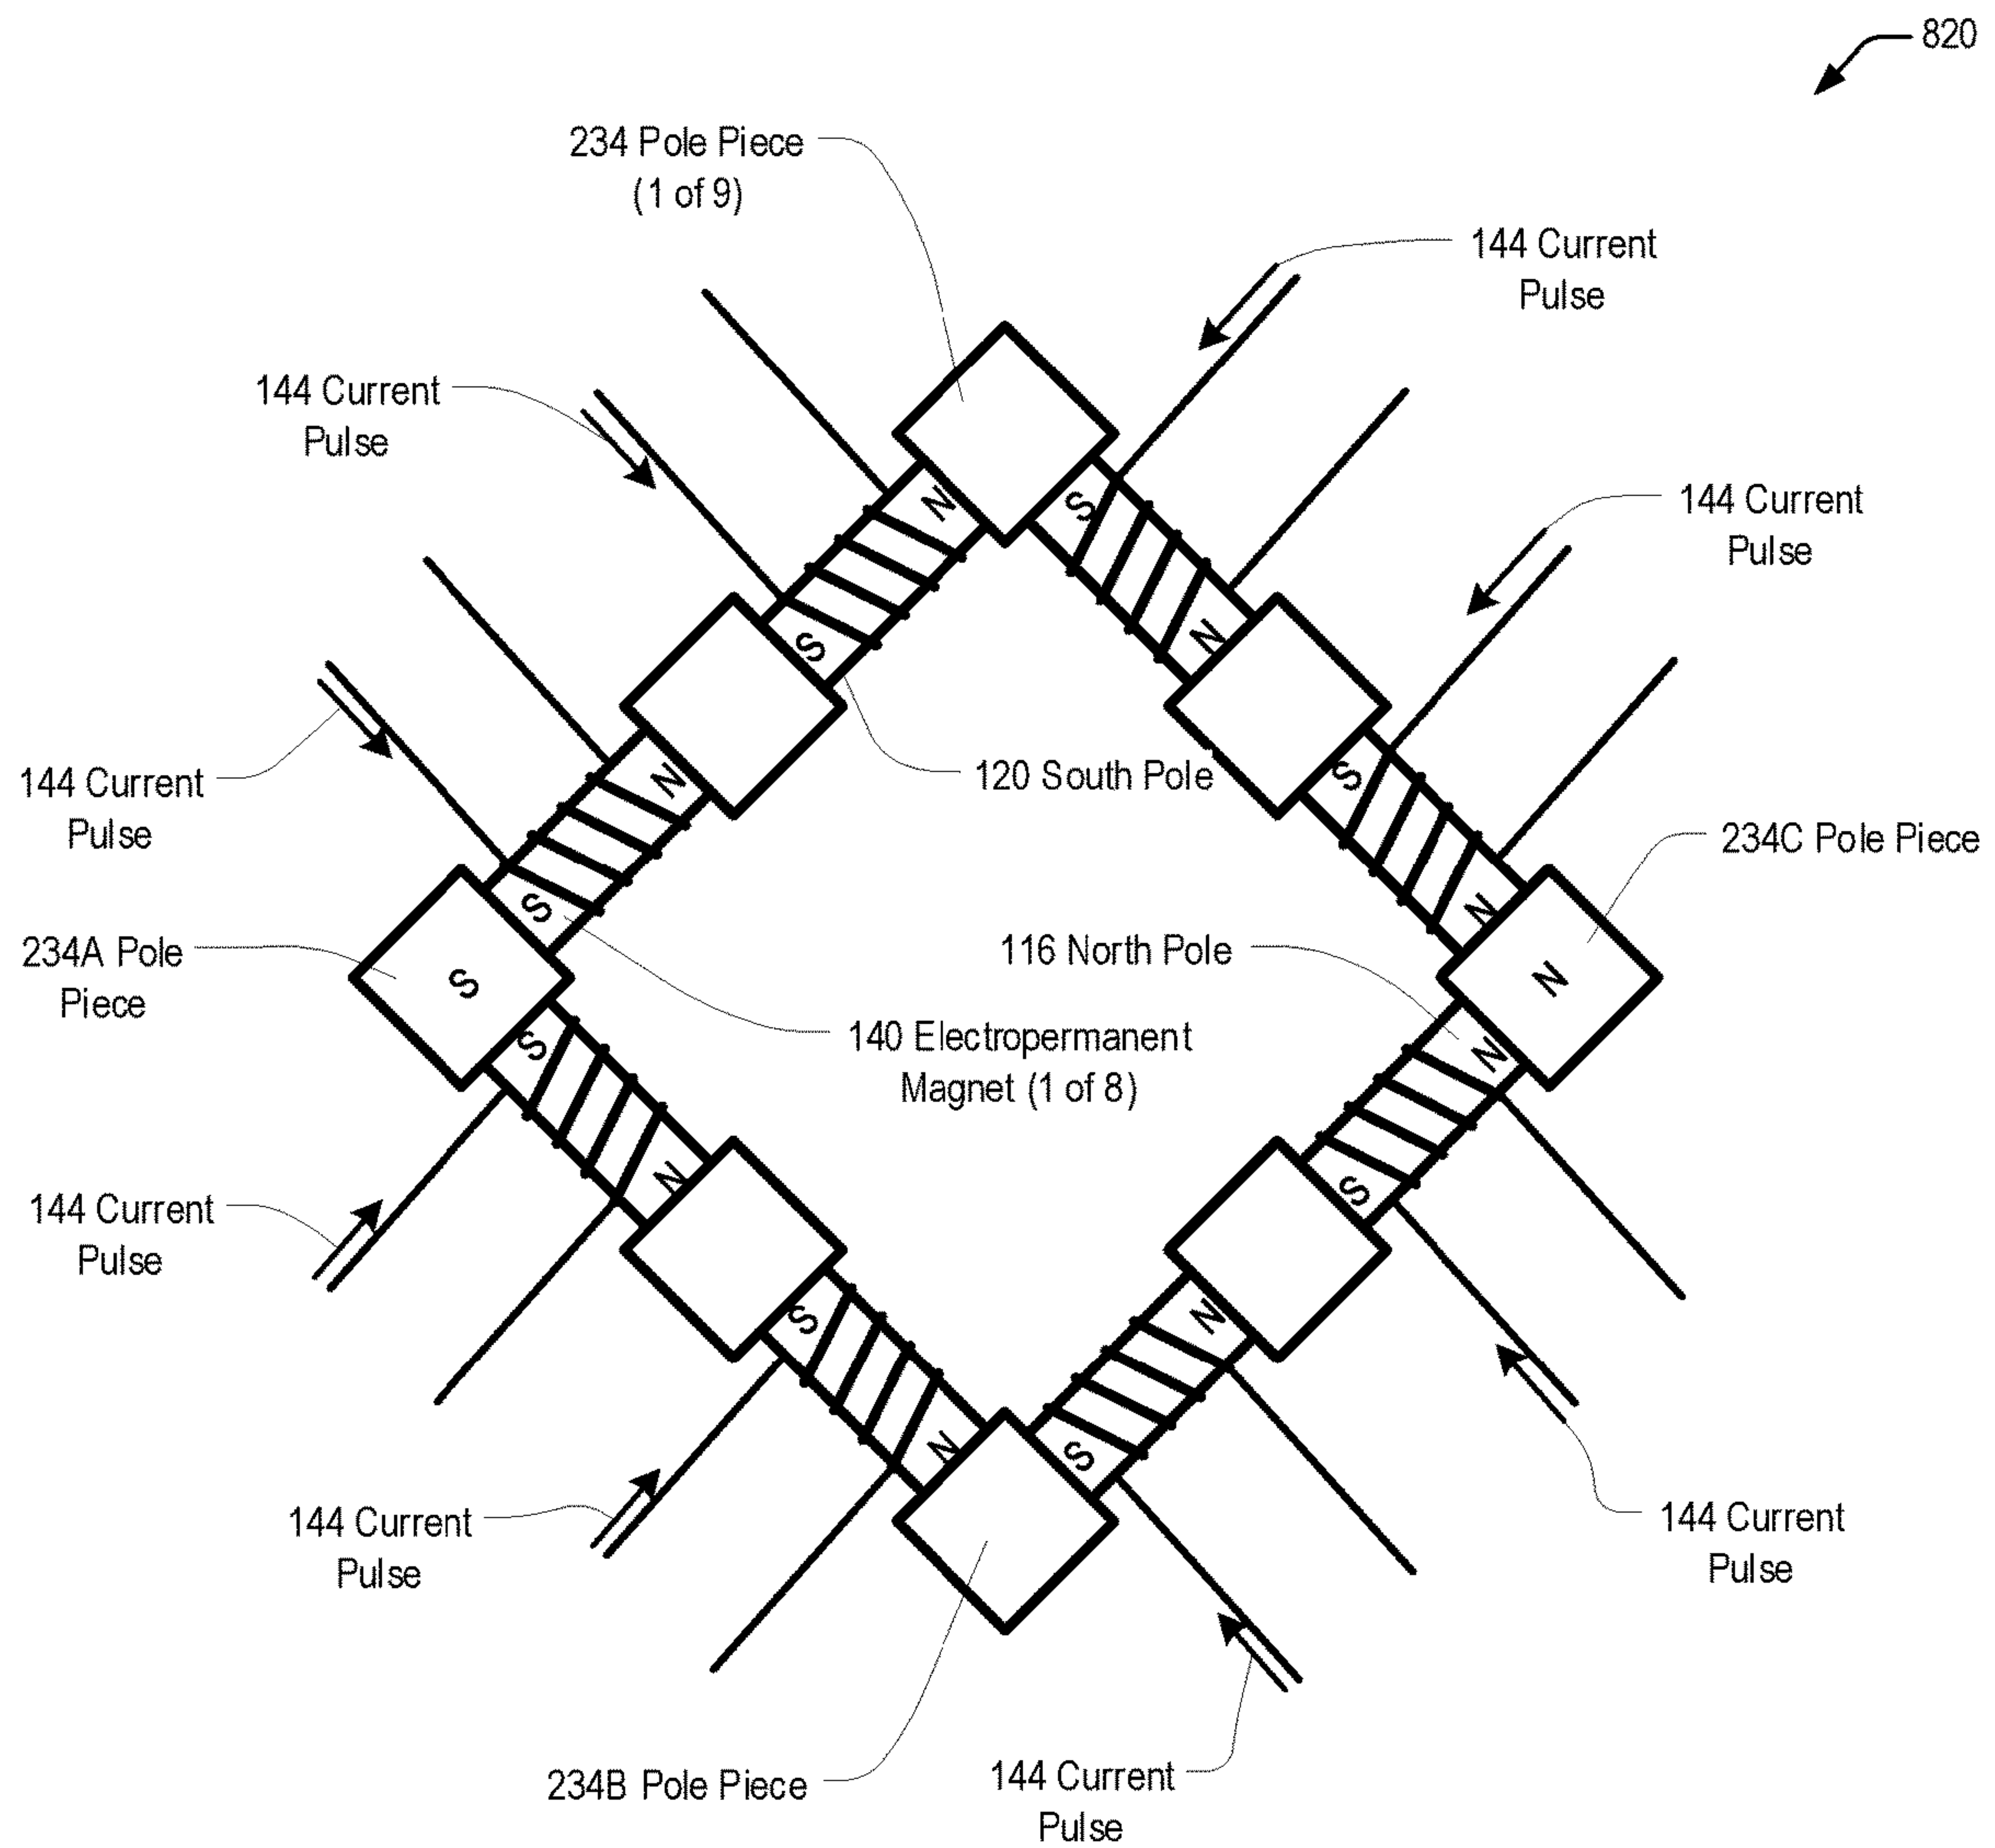 820
234 Pole Piece
(1 of 9)
144 Current
Pulse
144 Current
Pulse
N
S
144 Current
Pulse
S
N
120 South Pole
144 Current
Pulse
N
S
234C Pole Piece
S
N
116 North Pole
234A Pole
Piece
S
N
140 Electropermanent
Magnet (1 of 8)
S
N
N
S
144 Current
Pulse
S
N
144 Current
Pulse
N
S
144 Current
Pulse
234B Pole Piece
144 Current
Pulse